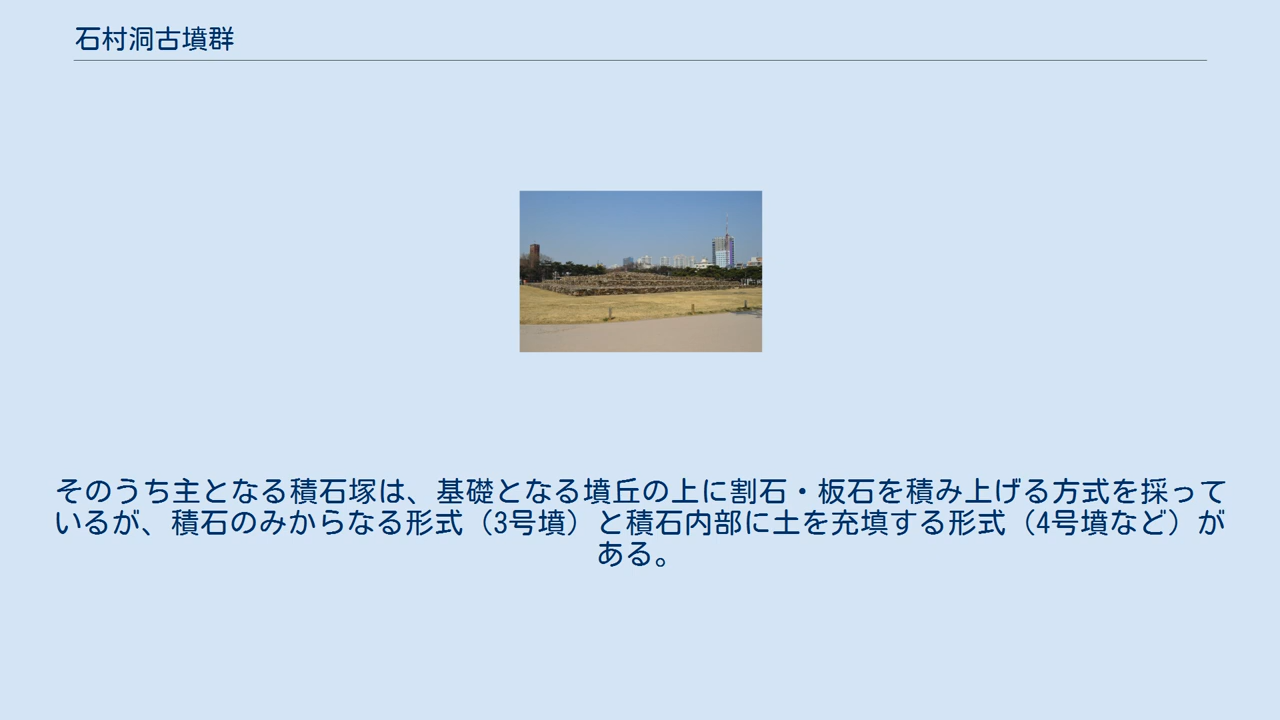 石村洞古墳群
そのうち主となる積石塚は、基礎となる墳丘の上に割石・板石を積み上げる方式を採って
いるが、積石のみからなる形式（3号墳）と積石内部に土を充填する形式（4号墳など）が
ある。